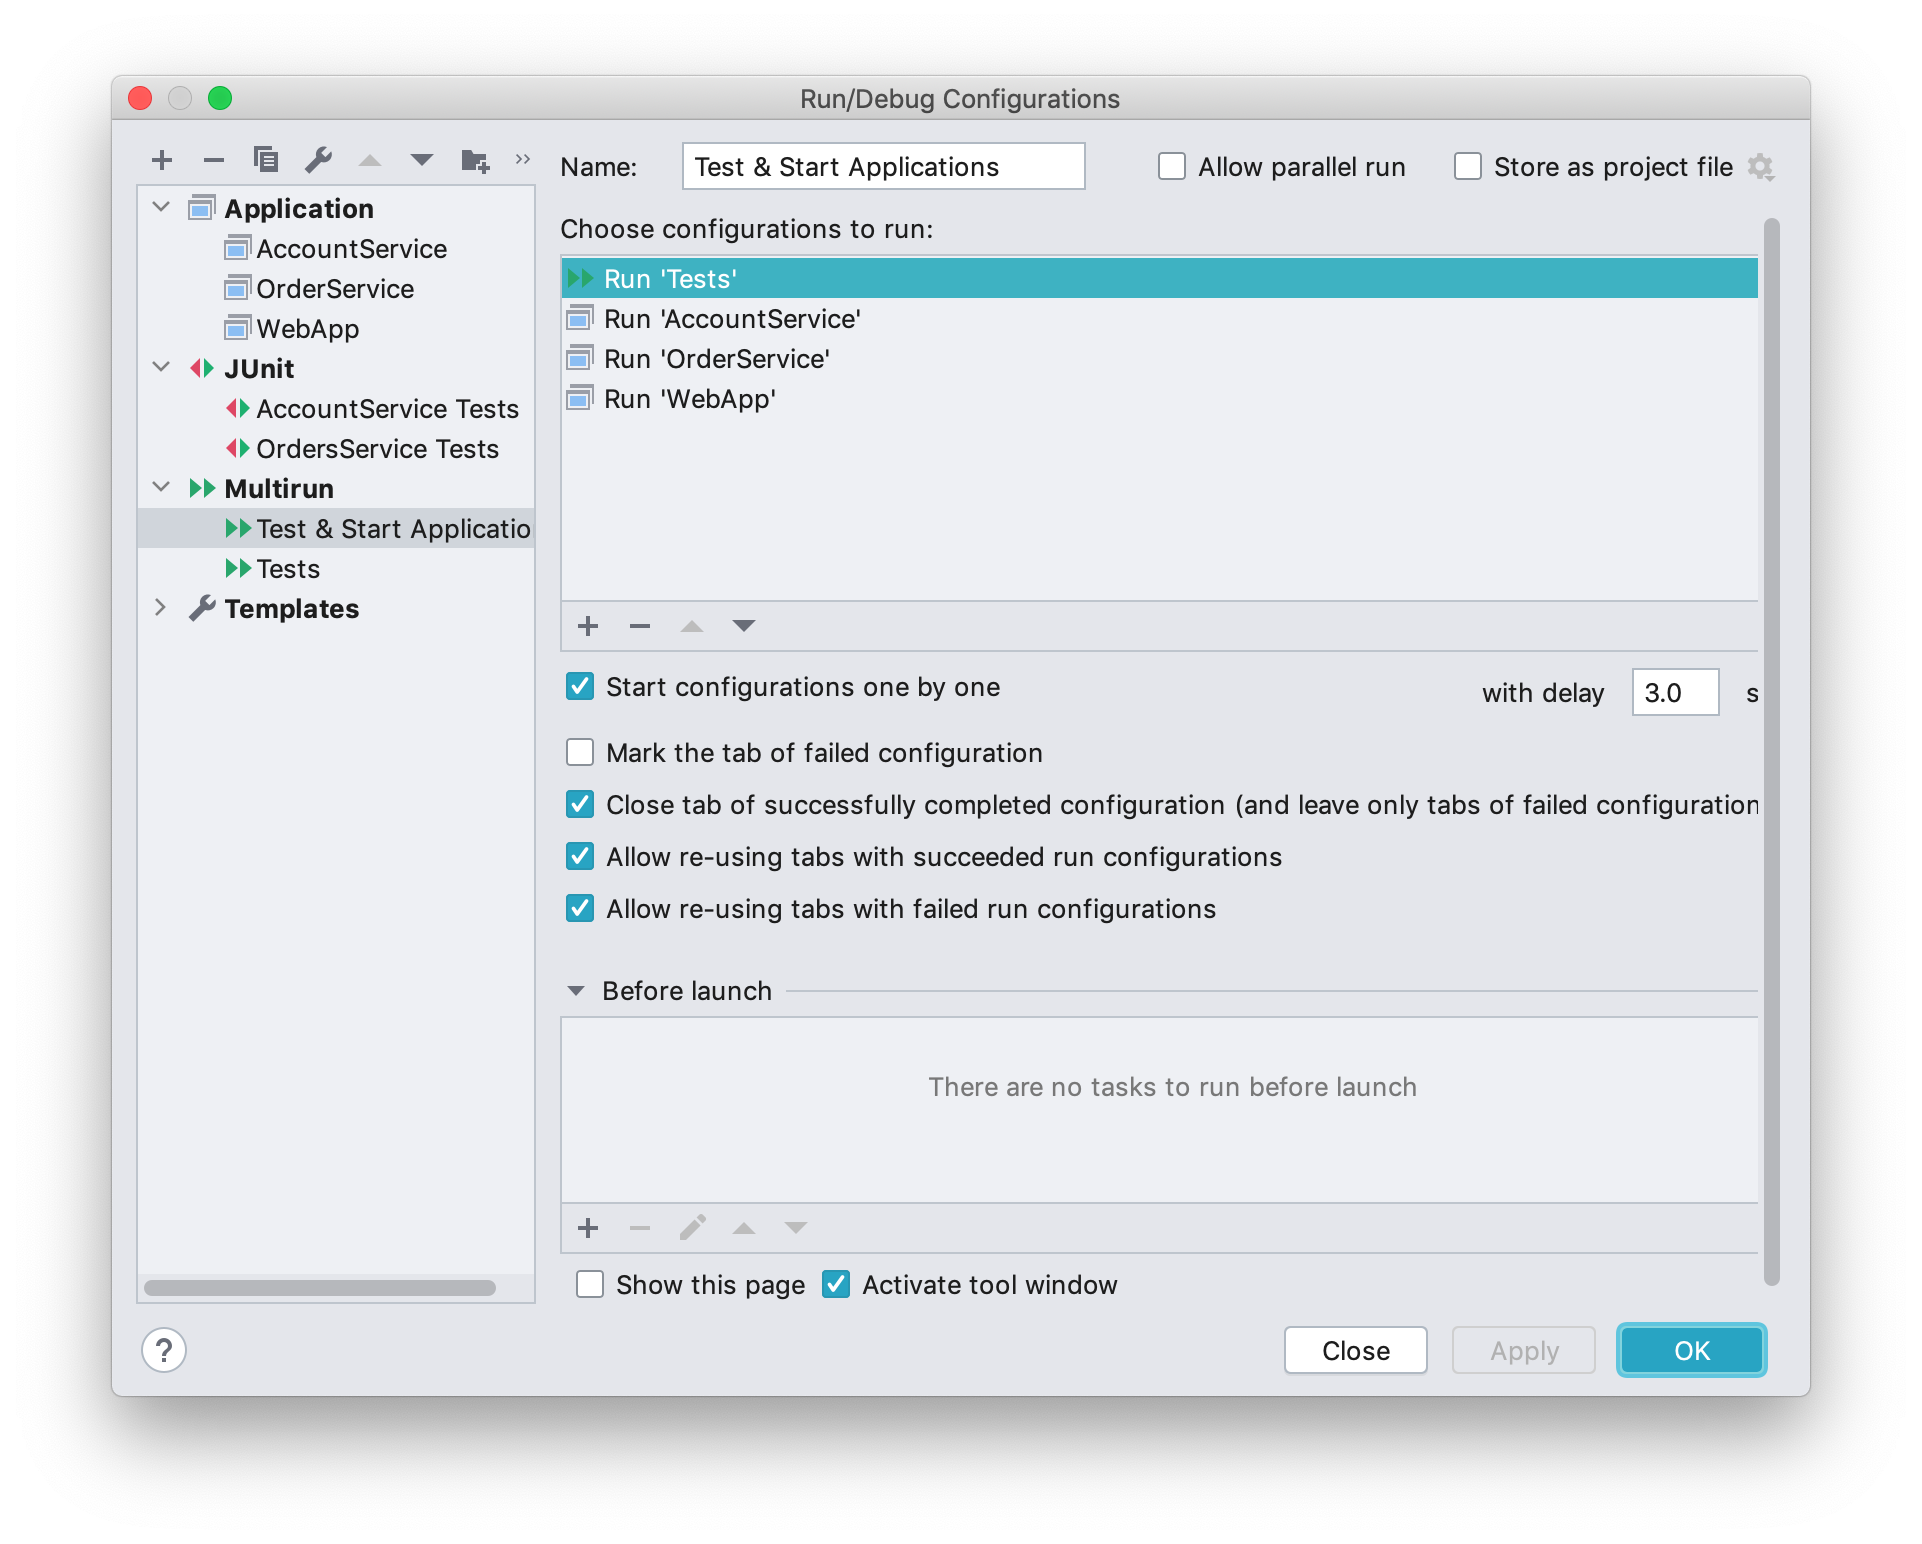 Run/Debug Configurations
Name: Test & Start Applications Allow parallel run Store as project file
Application
AccountService
OrderService
WebApp
JUnit
AccountService Tests
OrdersService Tests
Multirun
Test & Start Applicatio
Tests
Templates
Choose configurations to run:
Run 'Tests'
Run 'AccountService'
Run 'OrderService'
Run 'WebApp'
Start configurations one by one with delay 3.0 s
Mark the tab of failed configuration
Close tab of successfully completed configuration (and leave only tabs of failed configuration
Allow re-using tabs with succeeded run configurations
Allow re-using tabs with failed run configurations
Before launch
There are no tasks to run before launch
Show this page Activate tool window
? Close Apply OK